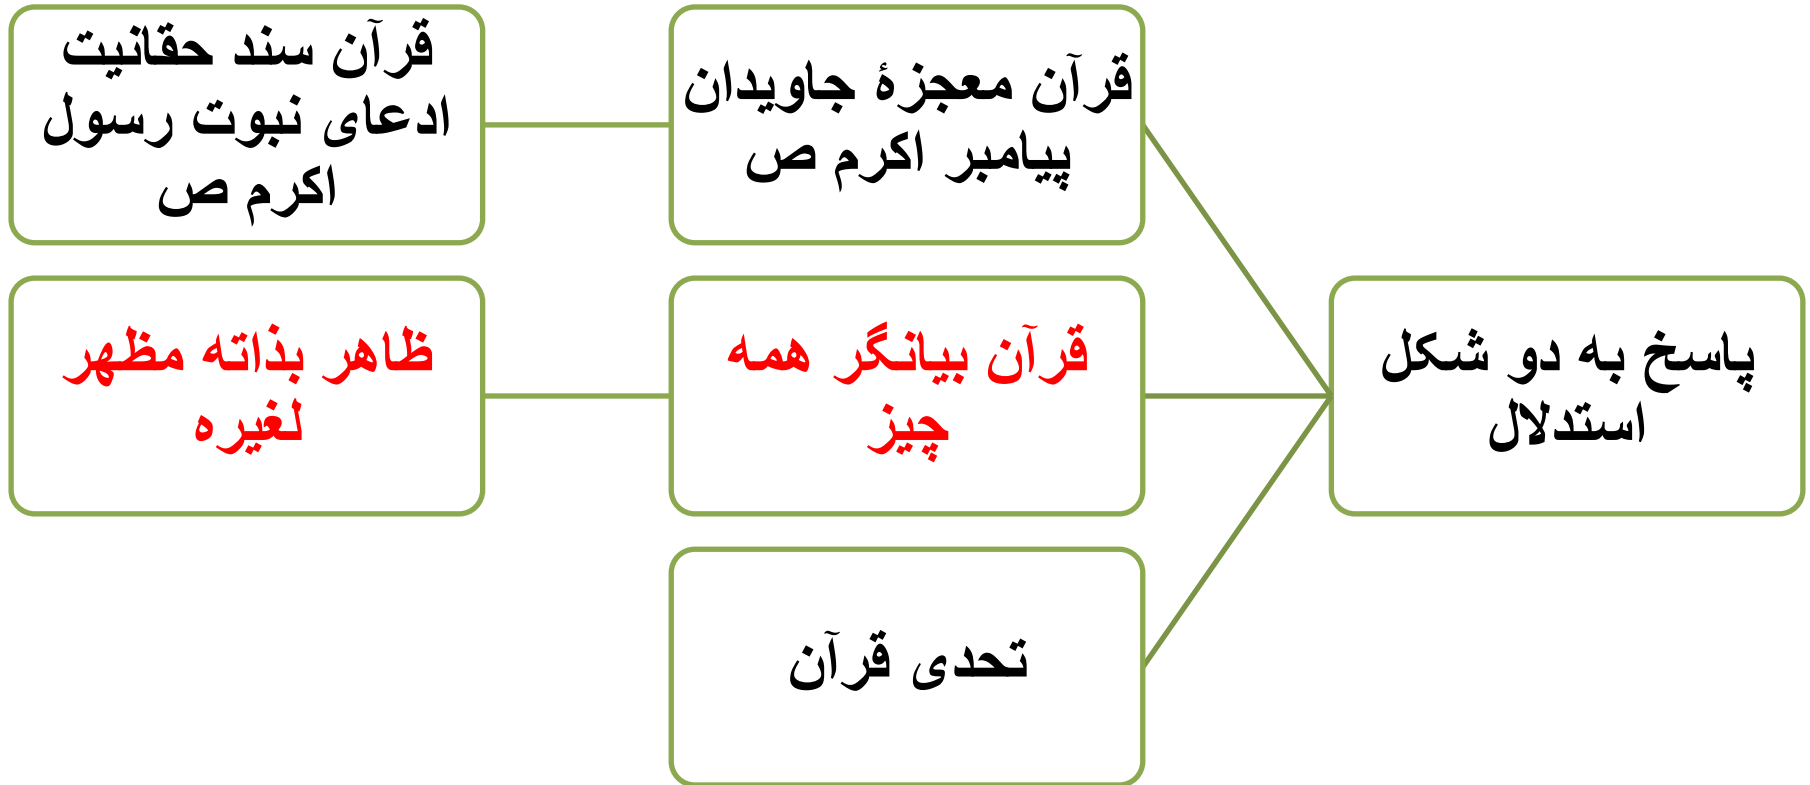 پاسخ به دو شکل
استدلال
قرآن معجزۀ جاویدان
پیامبر اکرم ص
قرآن سند حقانیت
ادعای نبوت رسول
اکرم ص
قرآن بیانگر همه
چیز
ظاهر بذاته مظهر
لغیره
تحدی قرآن